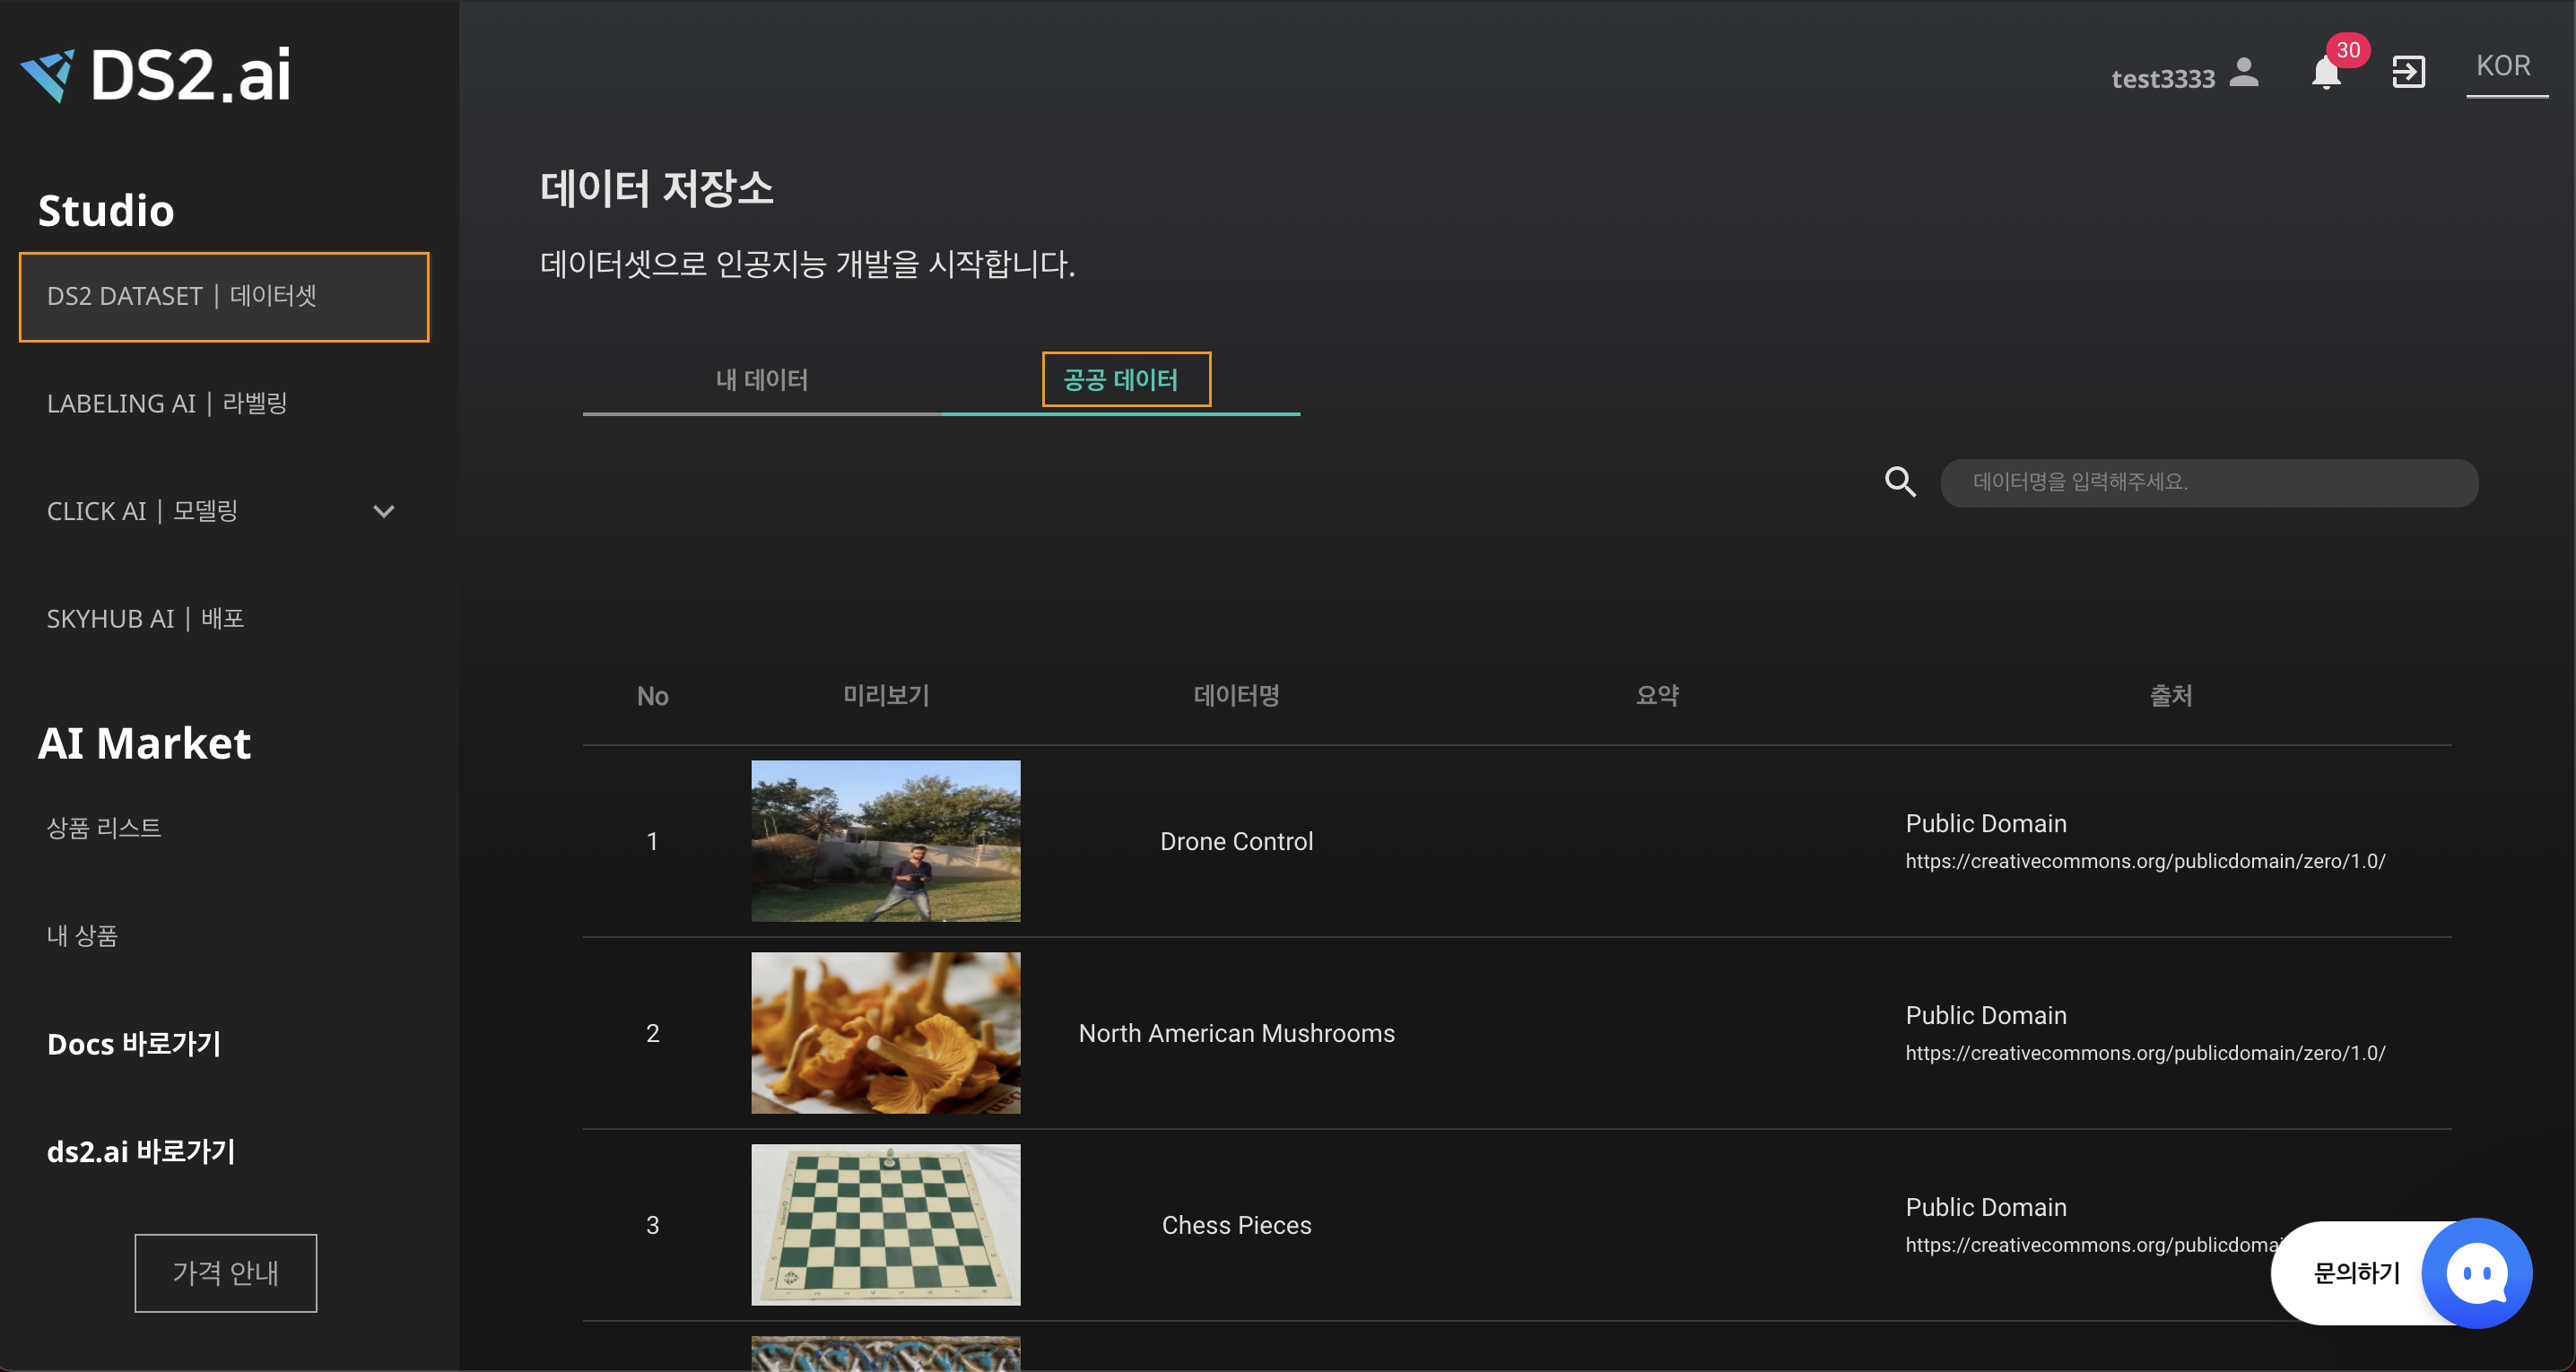 DS2.ai
test3333
30
KOR
Studio
DS2 DATASET | 데이터셋
LABELING AI | 라벨링
CLICK AI | 모델링
SKYHUB AI | 배포
AI Market
상품 리스트
내 상품
Docs 바로가기
ds2.ai 바로가기
가격 안내
데이터 저장소
데이터셋으로 인공지능 개발을 시작합니다.
내 데이터 공공 데이터
데이터명을 입력해주세요.
No 미리보기 데이터명 요약 출처
1 Drone Control Public Domain
https://creativecommons.org/publicdomain/zero/1.0/
2 North American Mushrooms Public Domain
https://creativecommons.org/publicdomain/zero/1.0/
3 Chess Pieces Public Domain
https://creativecommons.org/publicdomai
문의하기